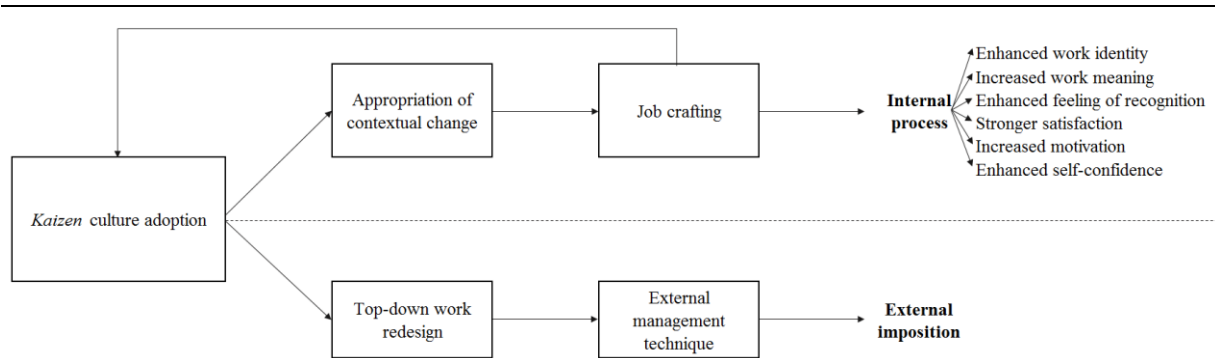 Appropriation of
contextual change
Job crafting
Internal
process
Enhanced work identity
Increased work meaning
Enhanced feeling of recognition
Stronger satisfaction
Increased motivation
Enhanced self-confidence
Kaizen culture adoption
Top-down work
redesign
External
management
technique
External
imposition